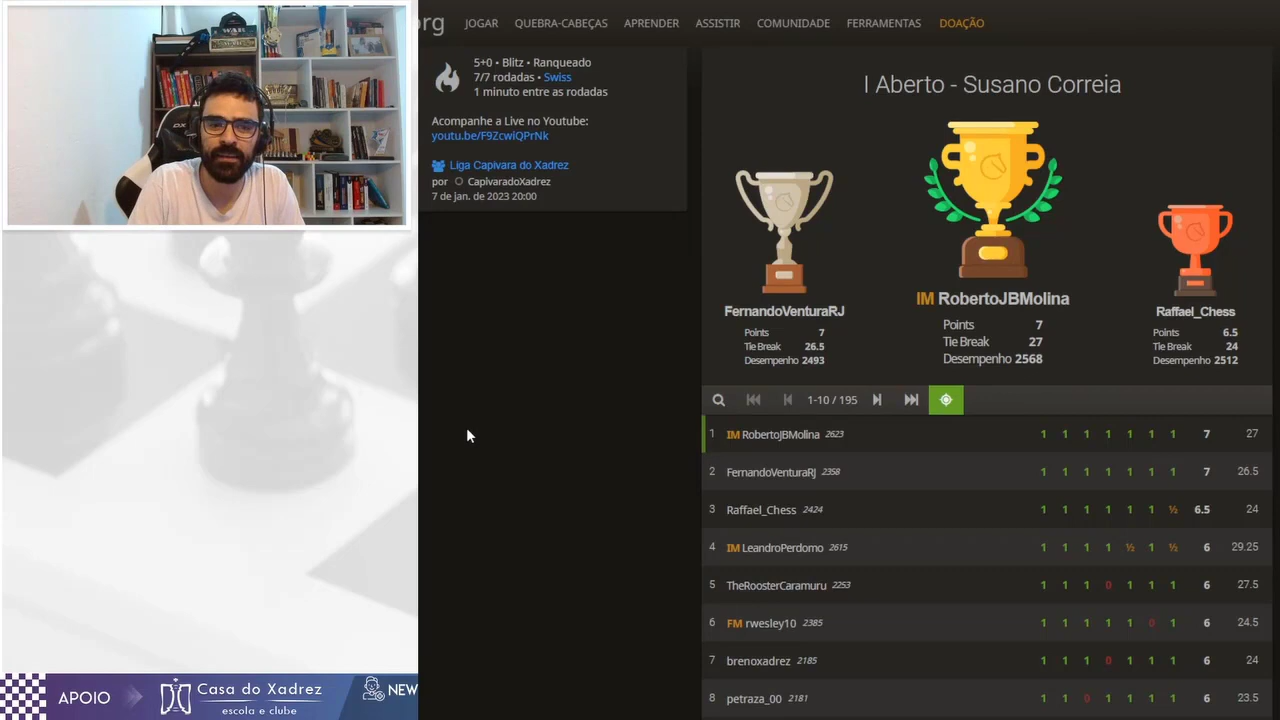 org
JOGAR QUEBRA-CABEÇAS APRENDER ASSISTIR COMUNIDADE FERRAMENTAS DOAÇÃO
5+0 • Blitz • Ranqueado
7/7 rodadas • Swiss
1 minuto entre as rodadas
Acompanhe a Live no Youtube:
youtu.be/F9ZcwiQPrNk
Liga Capivara do Xadrez
por CapivaradoXadrez
7 de jan. de 2023 20:00
I Aberto - Susano Correia
FernandoVenturaRJ
Points 7
Tie Break 26.5
Desempenho 2493
IM RobertoJBMolina
Points 7
Tie Break 27
Desempenho 2568
Raffael_Chess
Points 6.5
Tie Break 24
Desempenho 2512
1-10 / 195
1 IM RobertoJBMolina 2623 1 1 1 1 1 1 1 7 27
2 FernandoVenturaRJ 2358 1 1 1 1 1 1 1 7 26.5
3 Raffael_Chess 2424 1 1 1 1 1 1 ½ 6.5 24
4 IM LeandroPerdomo 2615 1 1 1 1 ½ 1 ½ 6 29.25
5 TheRoosterCaramuru 2253 1 1 1 0 1 1 1 6 27.5
6 FM rwesley10 2385 1 1 1 1 1 0 1 6 24.5
7 brenoxadrez 2185 1 1 1 0 1 1 1 6 24
8 petraza_00 2181 1 1 0 1 1 1 1 6 23.5
APOIO
Casa do Xadrez
escola e clube
NEW